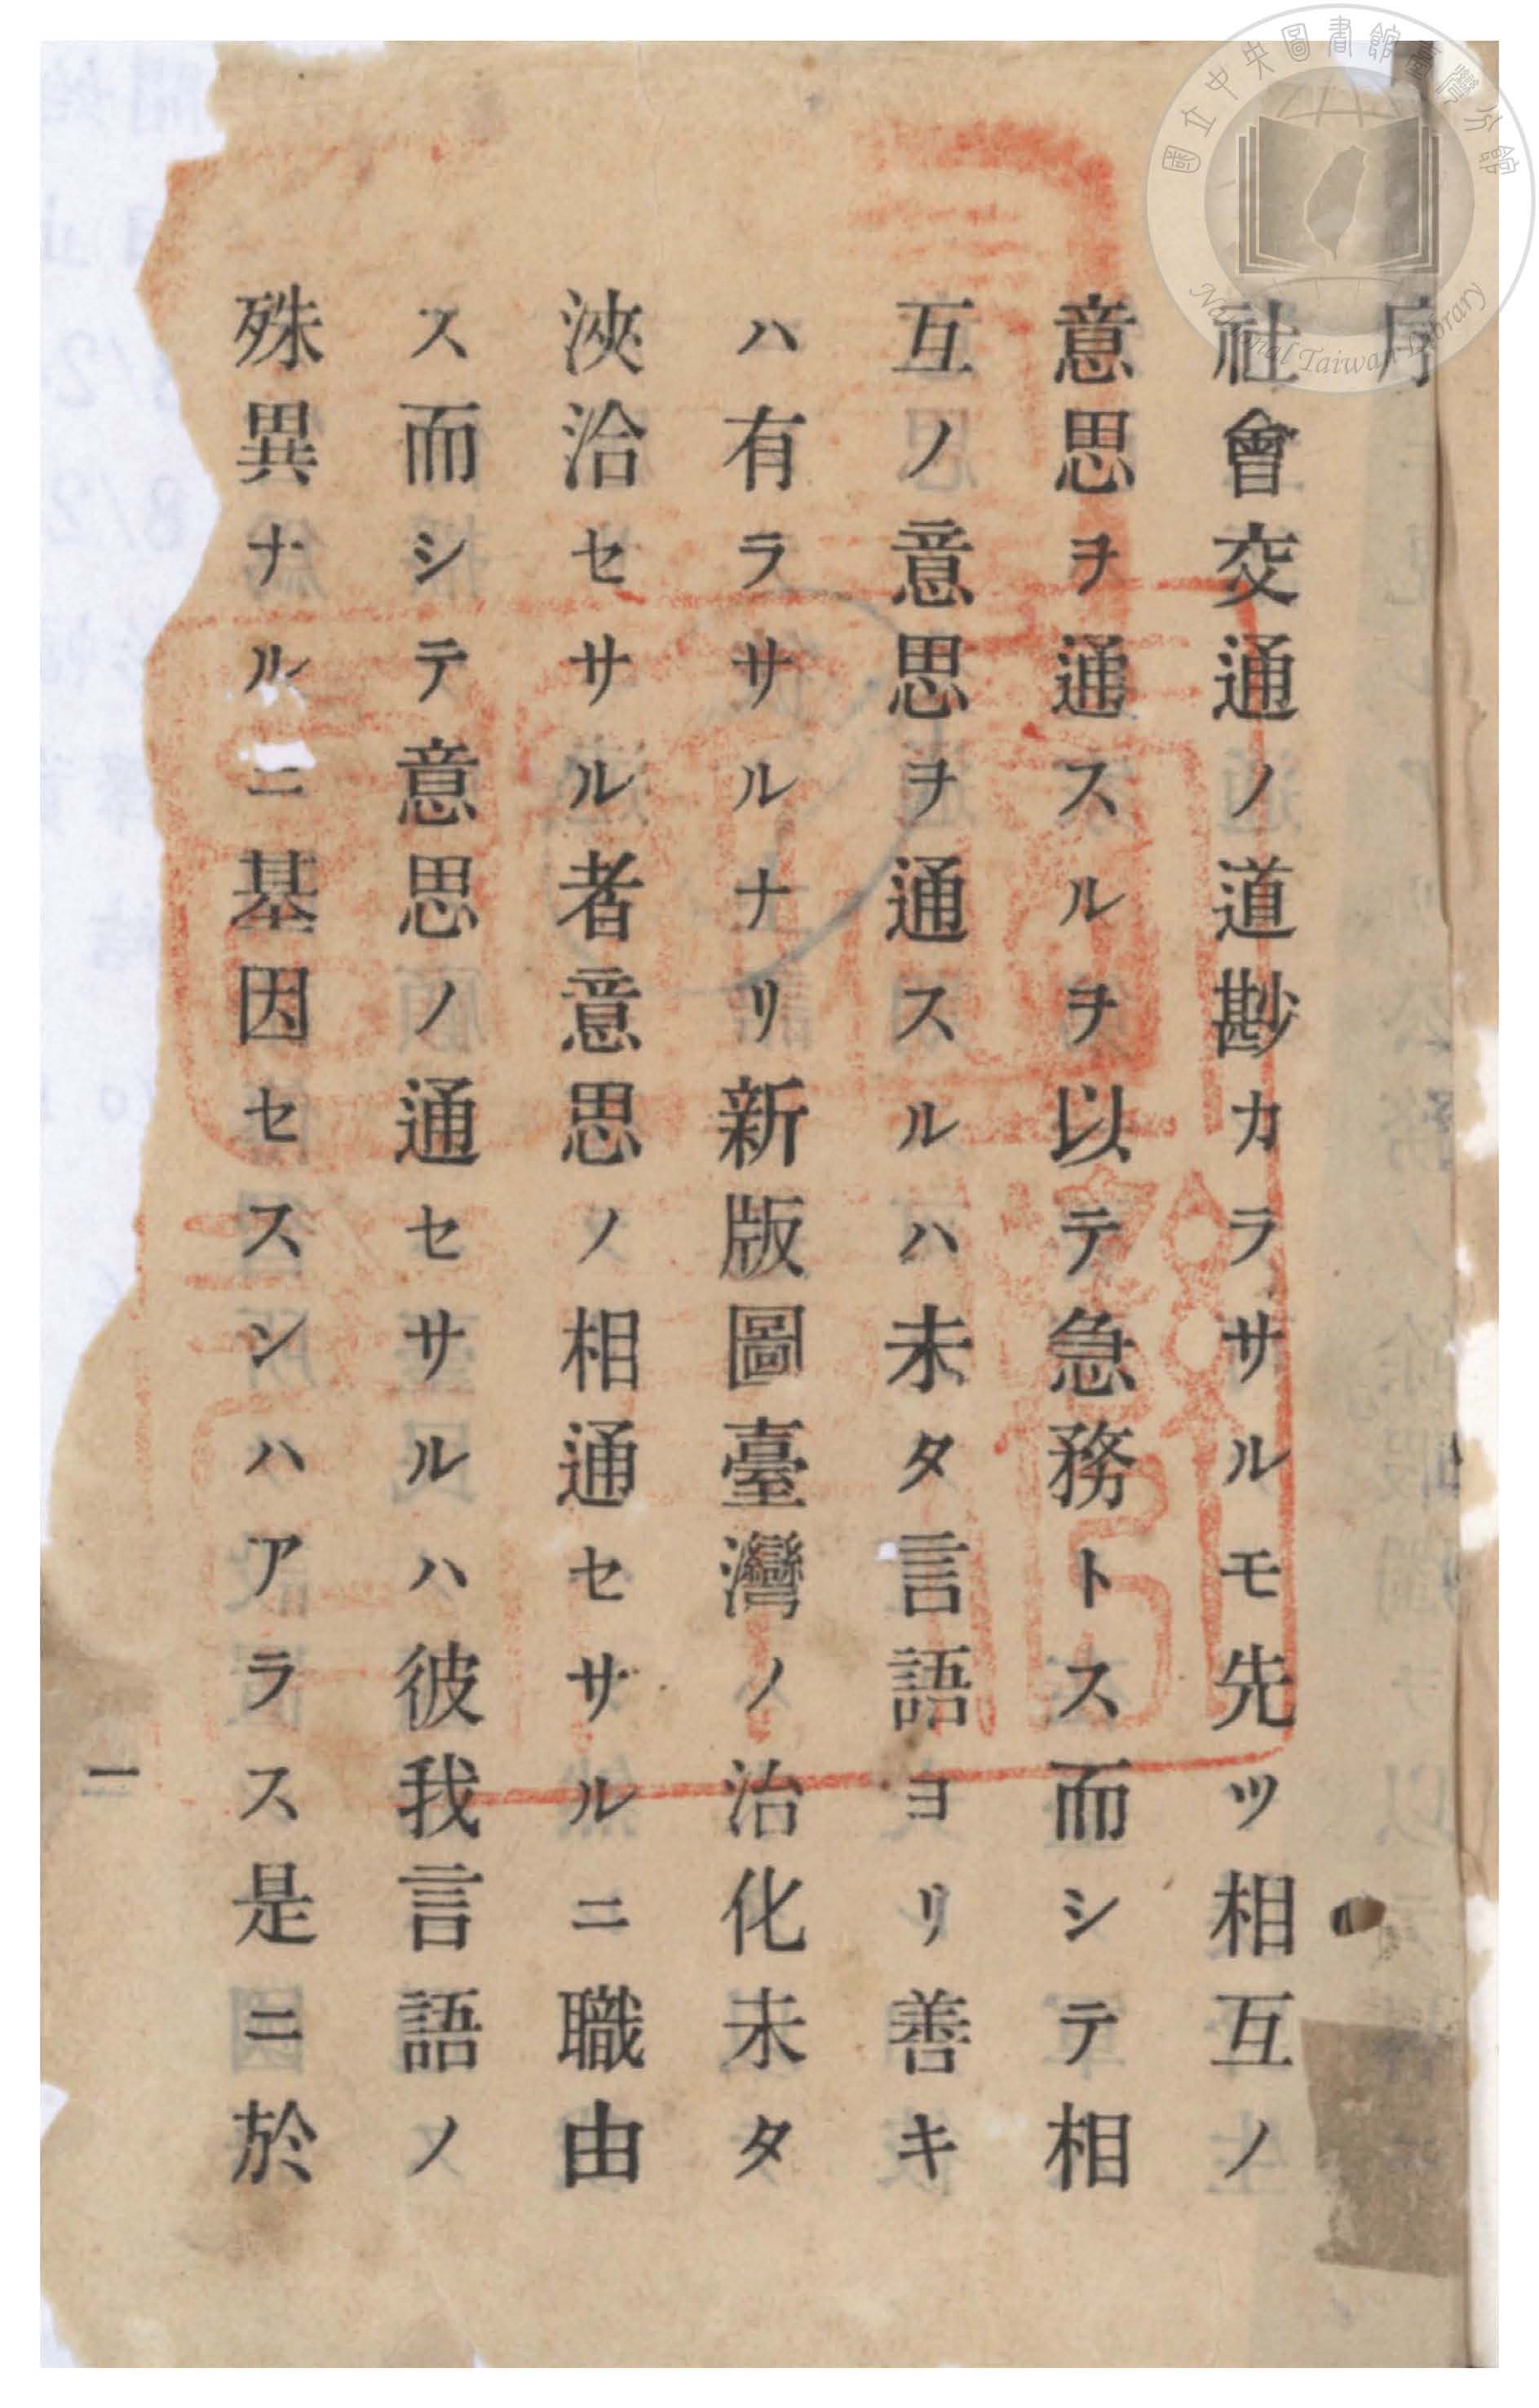 國立中央圖書館臺灣分館
National Taiwan Library
序
社會交通ノ道尠カラサルモ先ツ相互ノ
意思ヲ通スルヲ以テ急務トス而シテ相
互ノ意思ヲ通スルハ未タ言語ヨリ善キ
ハ有ラサルナリ新版圖臺灣ノ治化未タ
浹洽セサル者意思ノ相通セサルニ職由
ス而シテ意思ノ通セサルハ彼我言語ノ
殊異ナルニ基因セスンハアラス是ニ於
一